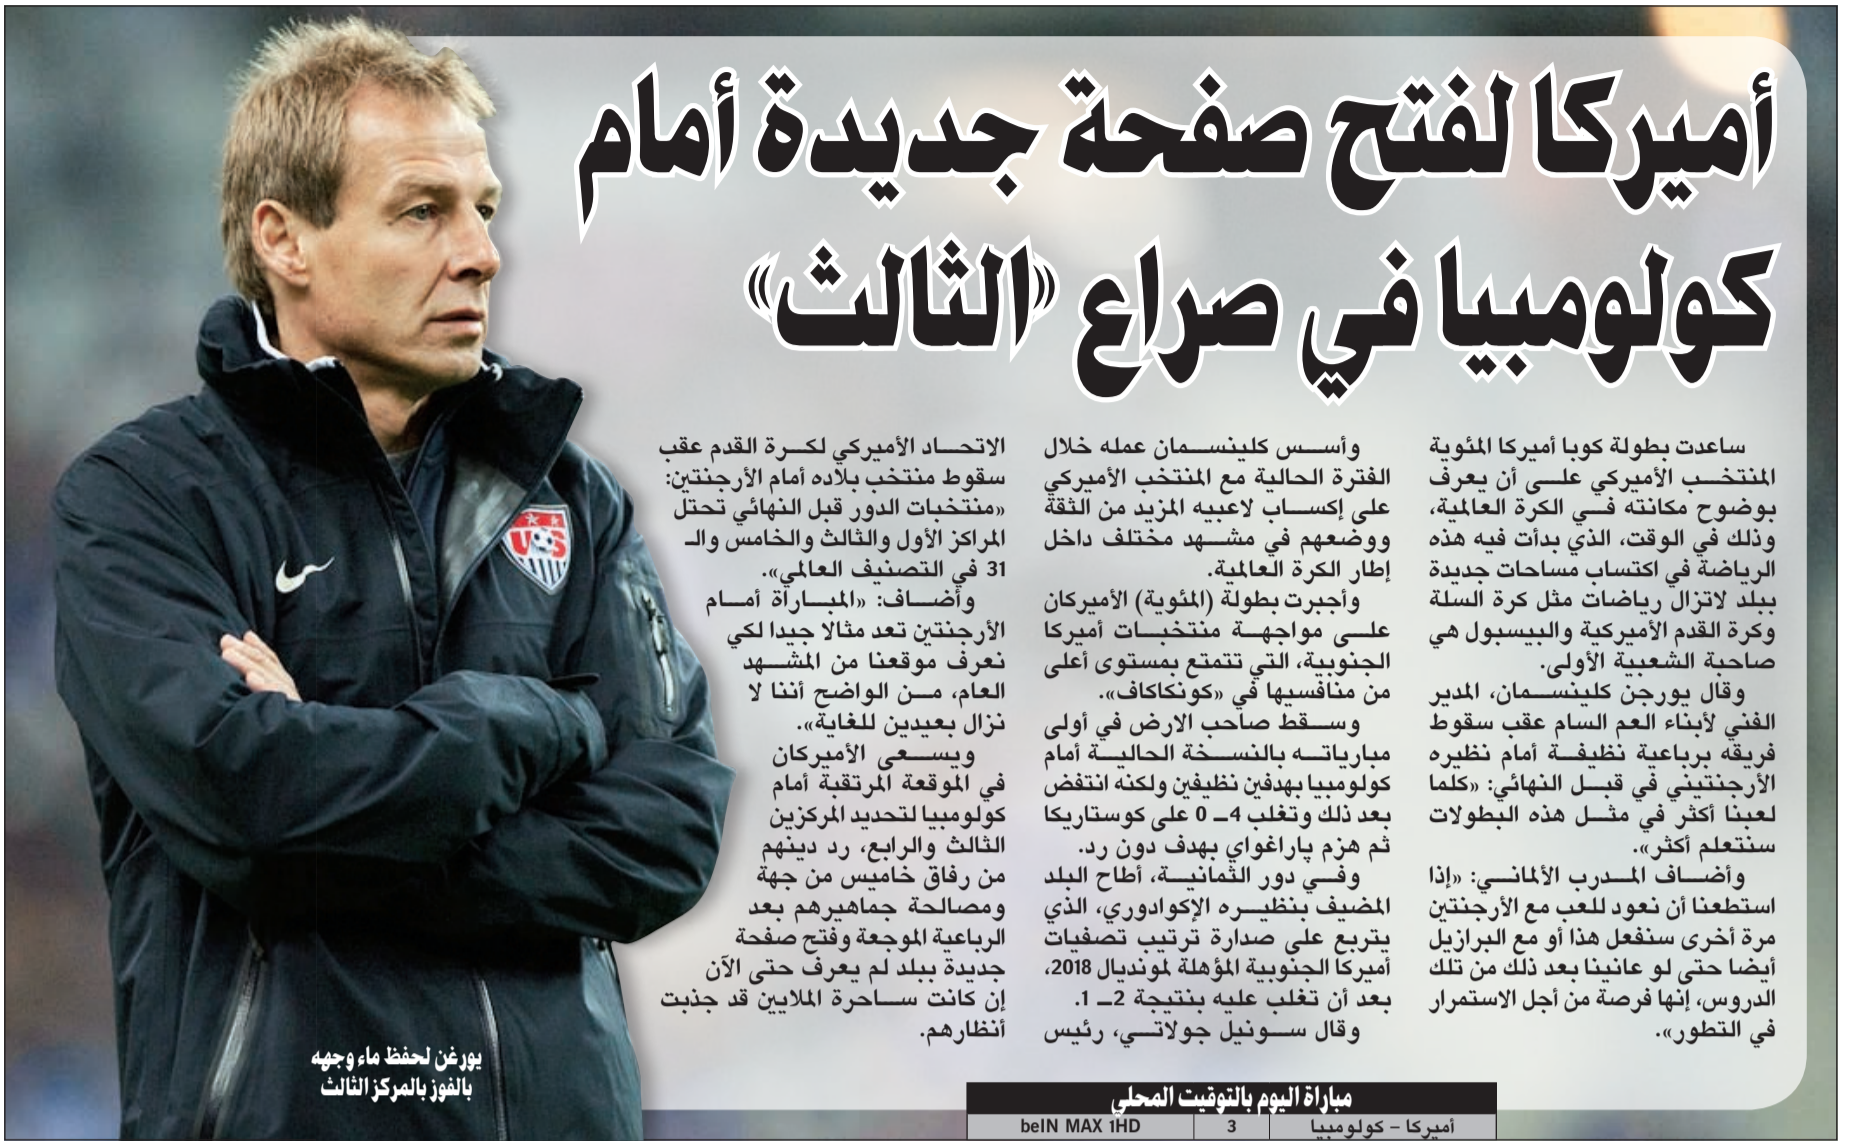 أميركا لفتح صفحة جديدة أمام
كولومبيا في صراع «الثالث»
ساعدت بطولة كوبا أميركا المئوية
المنتخب الأميركي على أن يعرف
بوضوح مكانته في الكرة العالمية،
وذلك في الوقت، الذي بدأت فيه هذه
الرياضة في اكتساب مساحات جديدة
ببلد لاتزال رياضات مثل كرة السلة
وكرة القدم الأميركية والبيسبول هي
صاحبة الشعبية الأولى.
وقال يورجن كلينسمان، المدير
الفني لأبناء العم السام عقب سقوط
فريقه برباعية نظيفة أمام نظيره
الأرجنتيني في قبل النهائي: «كلما
لعبنا أكثر في مثل هذه البطولات
سنتعلم أكثر».
وأضاف المدرب الألماني: «إذا
استطعنا أن نعود للعب مع الأرجنتين
مرة أخرى سنفعل هذا أو مع البرازيل
أيضا حتى لو عانينا بعد ذلك من تلك
الدروس، إنها فرصة من أجل الاستمرار
في التطور».
وأسس كلينسمان عمله خلال
الفترة الحالية مع المنتخب الأميركي
على إكساب لاعبيه المزيد من الثقة
ووضعهم في مشهد مختلف داخل
إطار الكرة العالمية.
وأجبرت بطولة (المئوية) الأميركان
على مواجهة منتخبات أميركا
الجنوبية، التي تتمتع بمستوى أعلى
من منافسيها في «كونكاكاف».
وسقط صاحب الارض في أولى
مبارياته بالنسخة الحالية أمام
كولومبيا بهدفين نظيفين ولكنه انتفض
بعد ذلك وتغلب 4ـ 0 على كوستاريكا
ثم هزم پاراغواي بهدف دون رد.
وفي دور الثمانية، أطاح البلد
المضيف بنظيره الإكوادوري، الذي
يتربع على صدارة ترتيب تصفيات
أميركا الجنوبية المؤهلة لمونديال 2018،
بعد أن تغلب عليه بنتيجة 2ـ 1.
وقال سونيل جولاتي، رئيس
الاتحاد الأميركي لكرة القدم عقب
سقوط منتخب بلاده أمام الأرجنتين:
«منتخبات الدور قبل النهائي تحتل
المراكز الأول والثالث والخامس والـ
31 في التصنيف العالمي».
وأضاف: «المباراة أمام
الأرجنتين تعد مثالا جيدا لكي
نعرف موقعنا من المشهد
العام، من الواضح أننا لا
نزال بعيدين للغاية».
ويسعى الأميركان
في الموقعة المرتقبة أمام
كولومبيا لتحديد المركزين
الثالث والرابع، رد دينهم
من رفاق خاميس من جهة
ومصالحة جماهيرهم بعد
الرباعية الموجعة وفتح صفحة
جديدة ببلد لم يعرف حتى الآن
إن كانت ساحرة الملايين قد جذبت
أنظارهم.
US
يورغن لحفظ ماء وجهه
بالفوز بالمركز الثالث
مباراة اليوم بالتوقيت المحلي
أميركا – كولومبيا 3 beIN MAX 1HD